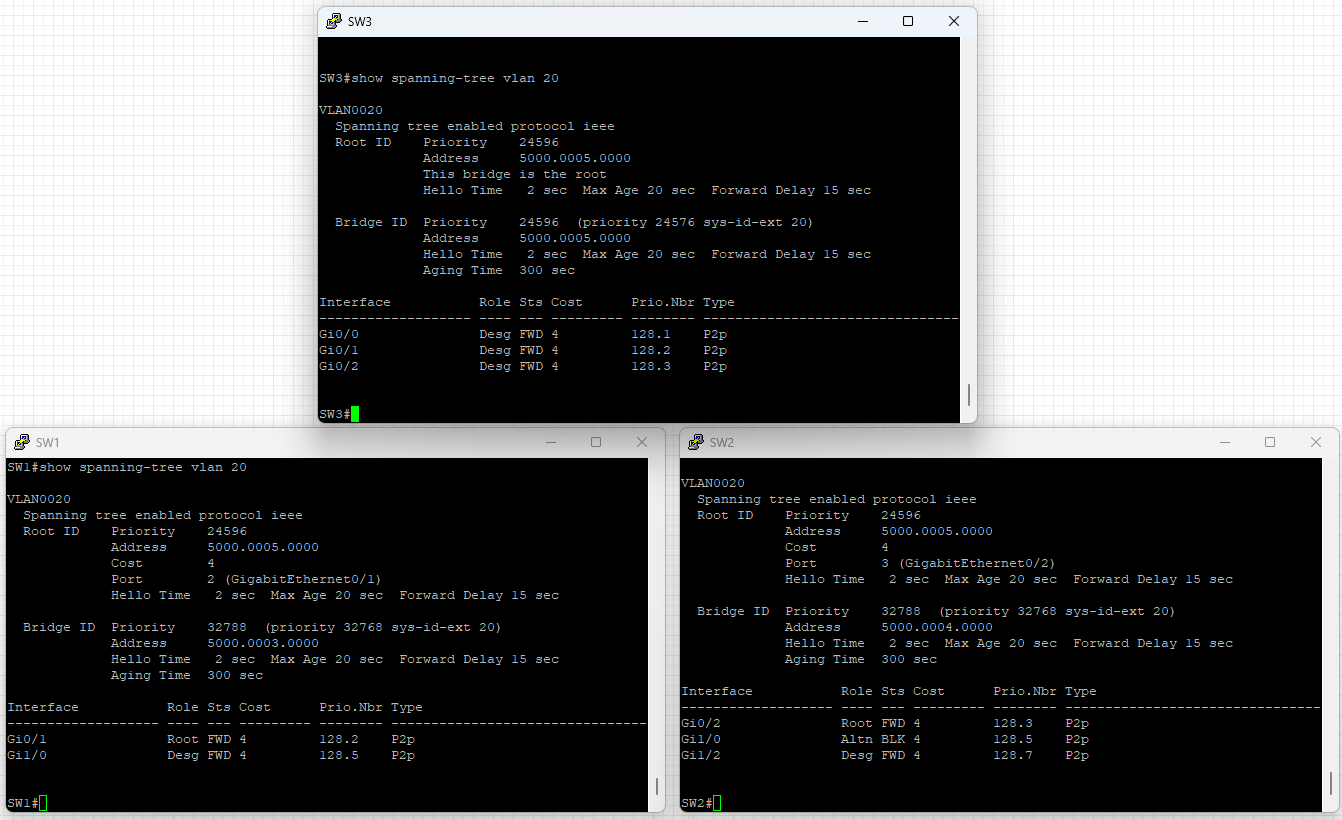 SW3
SW3#show spanning-tree vlan 20
VLAN0020
  Spanning tree enabled protocol ieee
  Root ID    Priority    24596
             Address     5000.0005.0000
             This bridge is the root
             Hello Time   2 sec  Max Age 20 sec  Forward Delay 15 sec
  Bridge ID  Priority    24596  (priority 24576 sys-id-ext 20)
             Address     5000.0005.0000
             Hello Time   2 sec  Max Age 20 sec  Forward Delay 15 sec
             Aging Time  300 sec
Interface           Role Sts Cost      Prio.Nbr Type
------------------- ---- --- --------- -------- --------------------------------
Gi0/0               Desg FWD 4         128.1    P2p
Gi0/1               Desg FWD 4         128.2    P2p
Gi0/2               Desg FWD 4         128.3    P2p
SW3#
SW1
SW1#show spanning-tree vlan 20
VLAN0020
  Spanning tree enabled protocol ieee
  Root ID    Priority    24596
             Address     5000.0005.0000
             Cost        4
             Port        2 (GigabitEthernet0/1)
             Hello Time   2 sec  Max Age 20 sec  Forward Delay 15 sec
  Bridge ID  Priority    32788  (priority 32768 sys-id-ext 20)
             Address     5000.0003.0000
             Hello Time   2 sec  Max Age 20 sec  Forward Delay 15 sec
             Aging Time  300 sec
Interface           Role Sts Cost      Prio.Nbr Type
------------------- ---- --- --------- -------- --------------------------------
Gi0/1               Root FWD 4         128.2    P2p
Gi1/0               Desg FWD 4         128.5    P2p
SW1#
SW2
VLAN0020
  Spanning tree enabled protocol ieee
  Root ID    Priority    24596
             Address     5000.0005.0000
             Cost        4
             Port        3 (GigabitEthernet0/2)
             Hello Time   2 sec  Max Age 20 sec  Forward Delay 15 sec
  Bridge ID  Priority    32788  (priority 32768 sys-id-ext 20)
             Address     5000.0004.0000
             Hello Time   2 sec  Max Age 20 sec  Forward Delay 15 sec
             Aging Time  300 sec
Interface           Role Sts Cost      Prio.Nbr Type
------------------- ---- --- --------- -------- --------------------------------
Gi0/2               Root FWD 4         128.3    P2p
Gi1/0               Altn BLK 4         128.5    P2p
Gi1/2               Desg FWD 4         128.7    P2p
SW2#